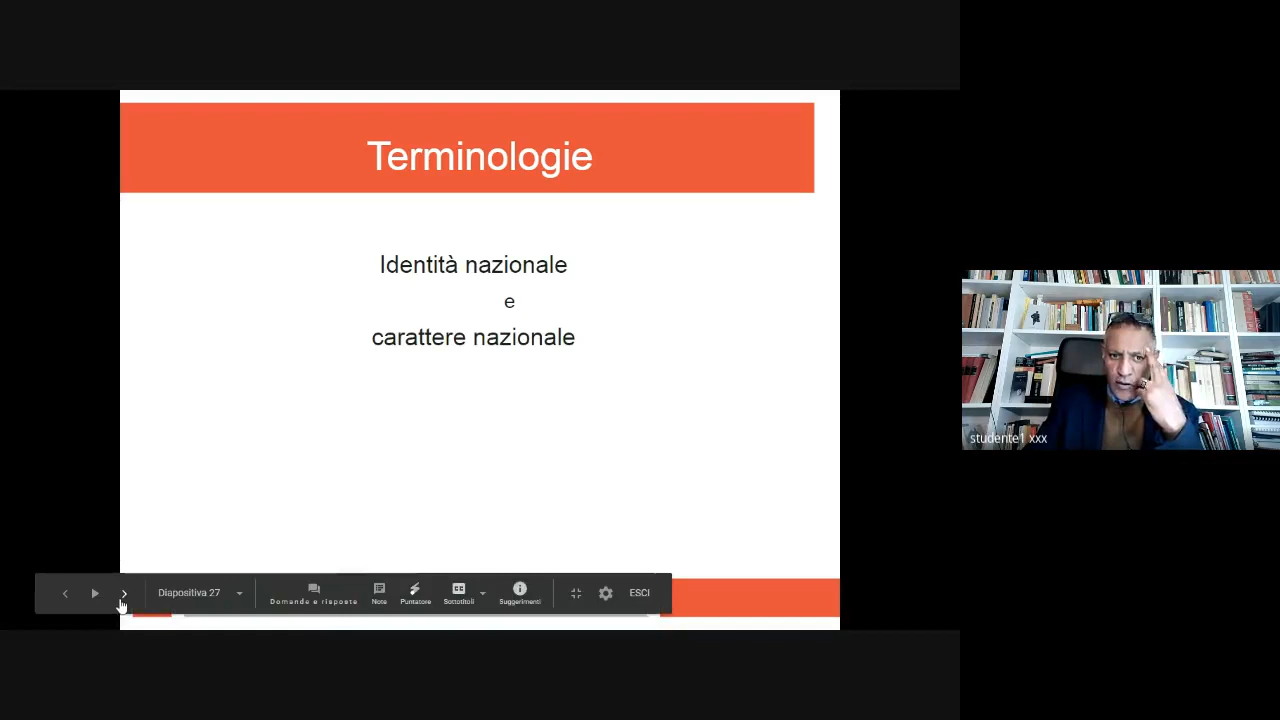 Terminologie
Identità nazionale
e
carattere nazionale
studente1 xxx
Diapositiva 27
Domande e risposte
Note
Puntatore
Sottotitoli
Suggerimenti
ESCI